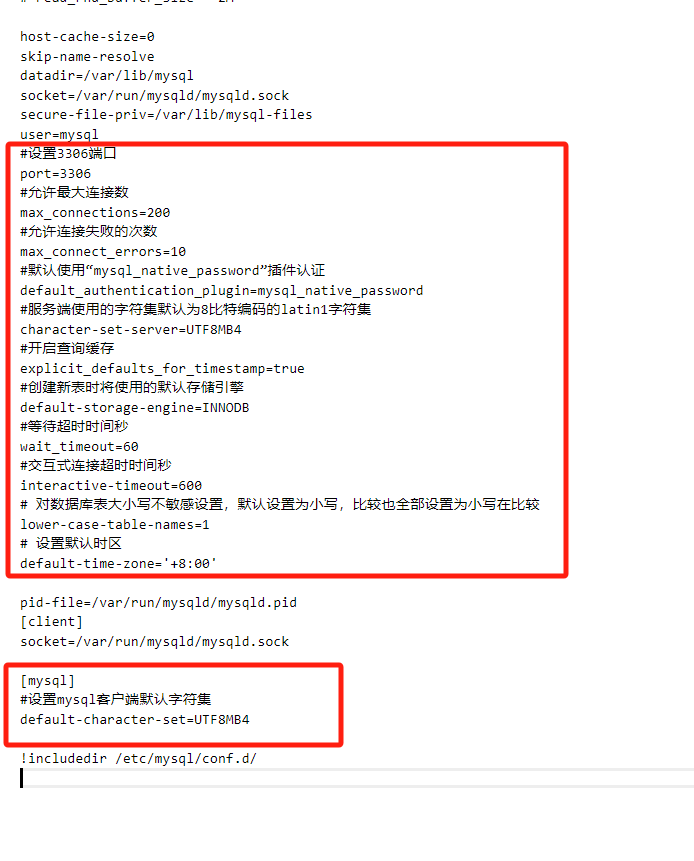 host-cache-size=0
skip-name-resolve
datadir=/var/lib/mysql
socket=/var/run/mysqld/mysqld.sock
secure-file-priv=/var/lib/mysql-files
user=mysql
#设置3306端口
port=3306
#允许最大连接数
max_connections=200
#允许连接失败的次数
max_connect_errors=10
#默认使用“mysql_native_password”插件认证
default_authentication_plugin=mysql_native_password
#服务端使用的字符集默认为8比特编码的latin1字符集
character-set-server=UTF8MB4
#开启查询缓存
explicit_defaults_for_timestamp=true
#创建新表时将使用的默认存储引擎
default-storage-engine=INNODB
#等待超时时间秒
wait_timeout=60
#交互式连接超时时间秒
interactive-timeout=600
# 对数据库表大小写不敏感设置，默认设置为小写，比较也全部设置为小写在比较
lower-case-table-names=1
# 设置默认时区
default-time-zone='+8:00'
pid-file=/var/run/mysqld/mysqld.pid
[client]
socket=/var/run/mysqld/mysqld.sock
[mysql]
#设置mysql客户端默认字符集
default-character-set=UTF8MB4
!includedir /etc/mysql/conf.d/